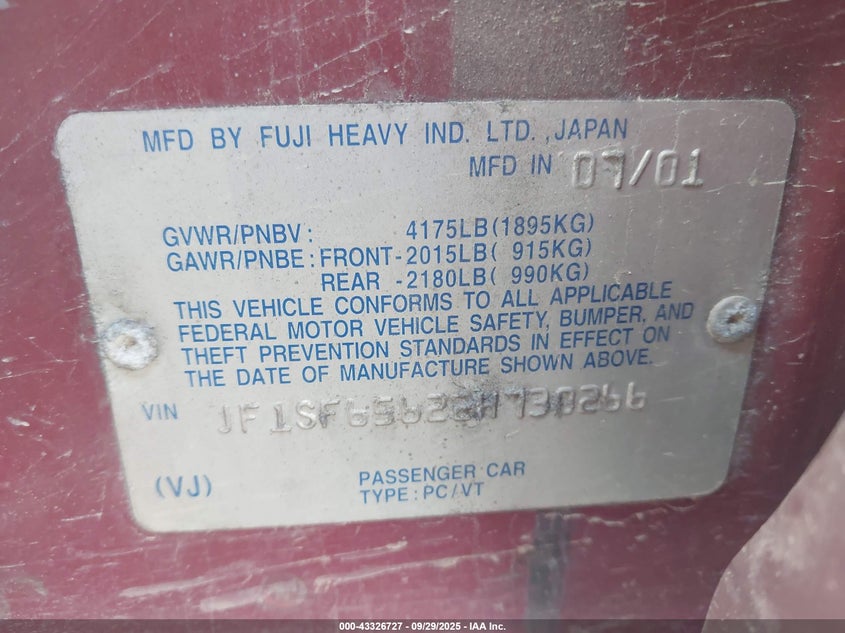 MFD BY FUJI HEAVY IND. LTD., JAPAN
MFD IN 07/01
GVWR/PNBV: 4175LB(1895KG)
GAWR/PNBE: FRONT-2015LB( 915KG)
REAR -2180LB( 990KG)
THIS VEHICLE CONFORMS TO ALL APPLICABLE
FEDERAL MOTOR VEHICLE SAFETY, BUMPER, AND
THEFT PREVENTION STANDARDS IN EFFECT ON
THE DATE OF MANUFACTURE SHOWN ABOVE.
VIN
(VJ) PASSENGER CAR
TYPE: PC/VT
000-43326727 - 09/29/2025 - IAA Inc.